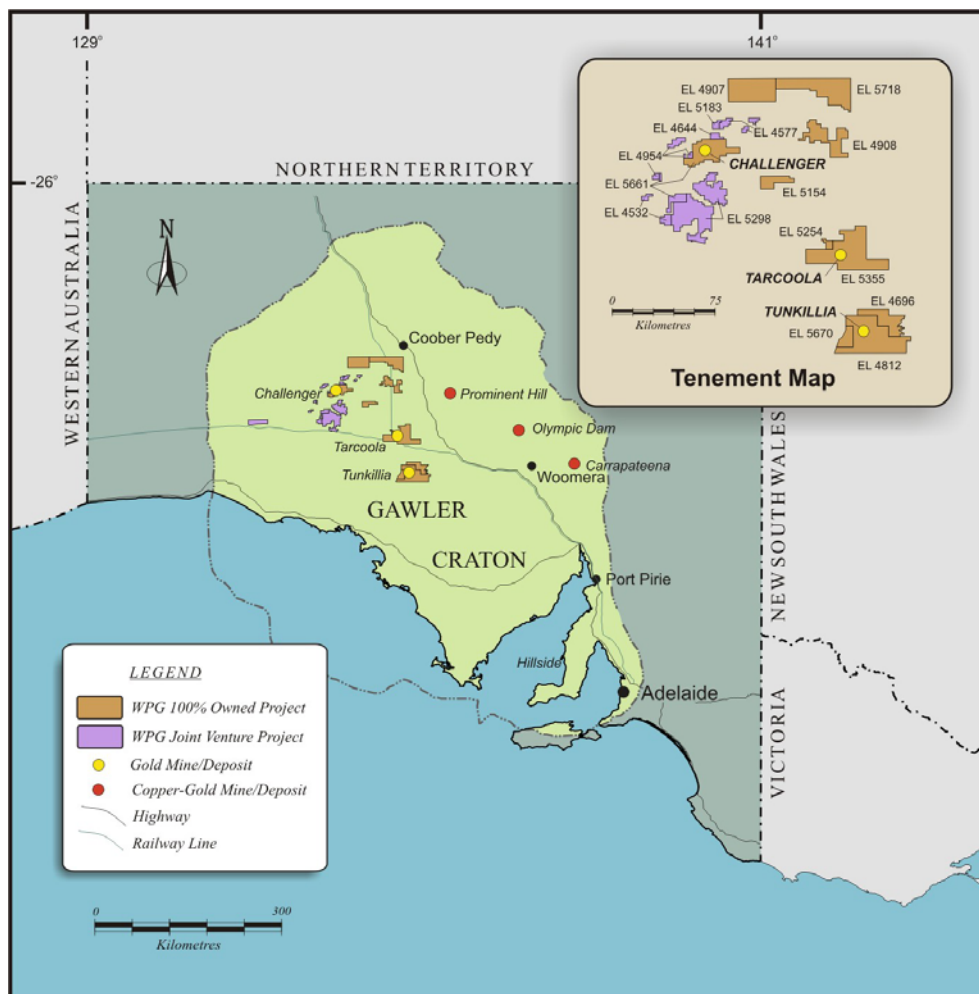 129°
141°
-26°
NORTHERN TERRITORY
WESTERN AUSTRALIA
NEW SOUTH WALES
VICTORIA
N
Coober Pedy
Challenger
Prominent Hill
Olympic Dam
Tarcoola
Carrapateena
Woomera
Tunkillia
GAWLER
CRATON
Port Pirie
Hillside
Adelaide
EL 4907
EL 5718
EL 5183
EL 4644
EL 4577
EL 4908
EL 4954
CHALLENGER
EL 5661
EL 5154
EL 4532
EL 5298
EL 5254
TARCOOLA
EL 5355
0 75
Kilometres
TUNKILLIA
EL 4696
EL 5670
EL 4812
Tenement Map
LEGEND
WPG 100% Owned Project
WPG Joint Venture Project
Gold Mine/Deposit
Copper-Gold Mine/Deposit
Highway
Railway Line
0 300
Kilometres